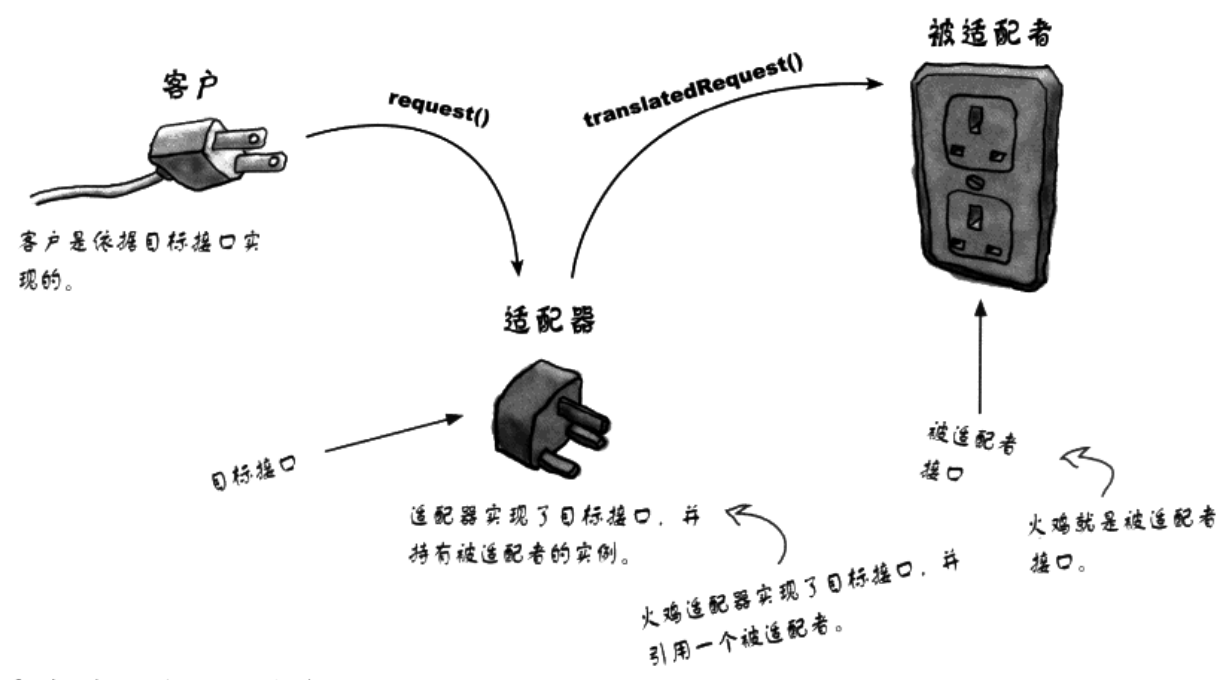 被适配者
客户
request()
translatedRequest()
客户是依据目标接口实
现的。
适配器
目标接口
适配器实现了目标接口，并
持有被适配者的实例。
被适配者
接口
火鸡就是被适配者
接口。
火鸡适配器实现了目标接口，并
引用一个被适配者。